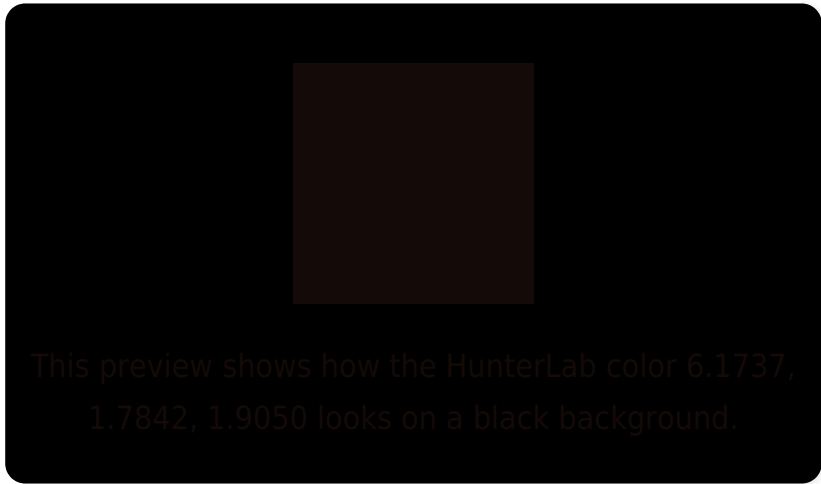 This preview shows how the HunterLab color 6.1737,
1.7842, 1.9050 looks on a black background.